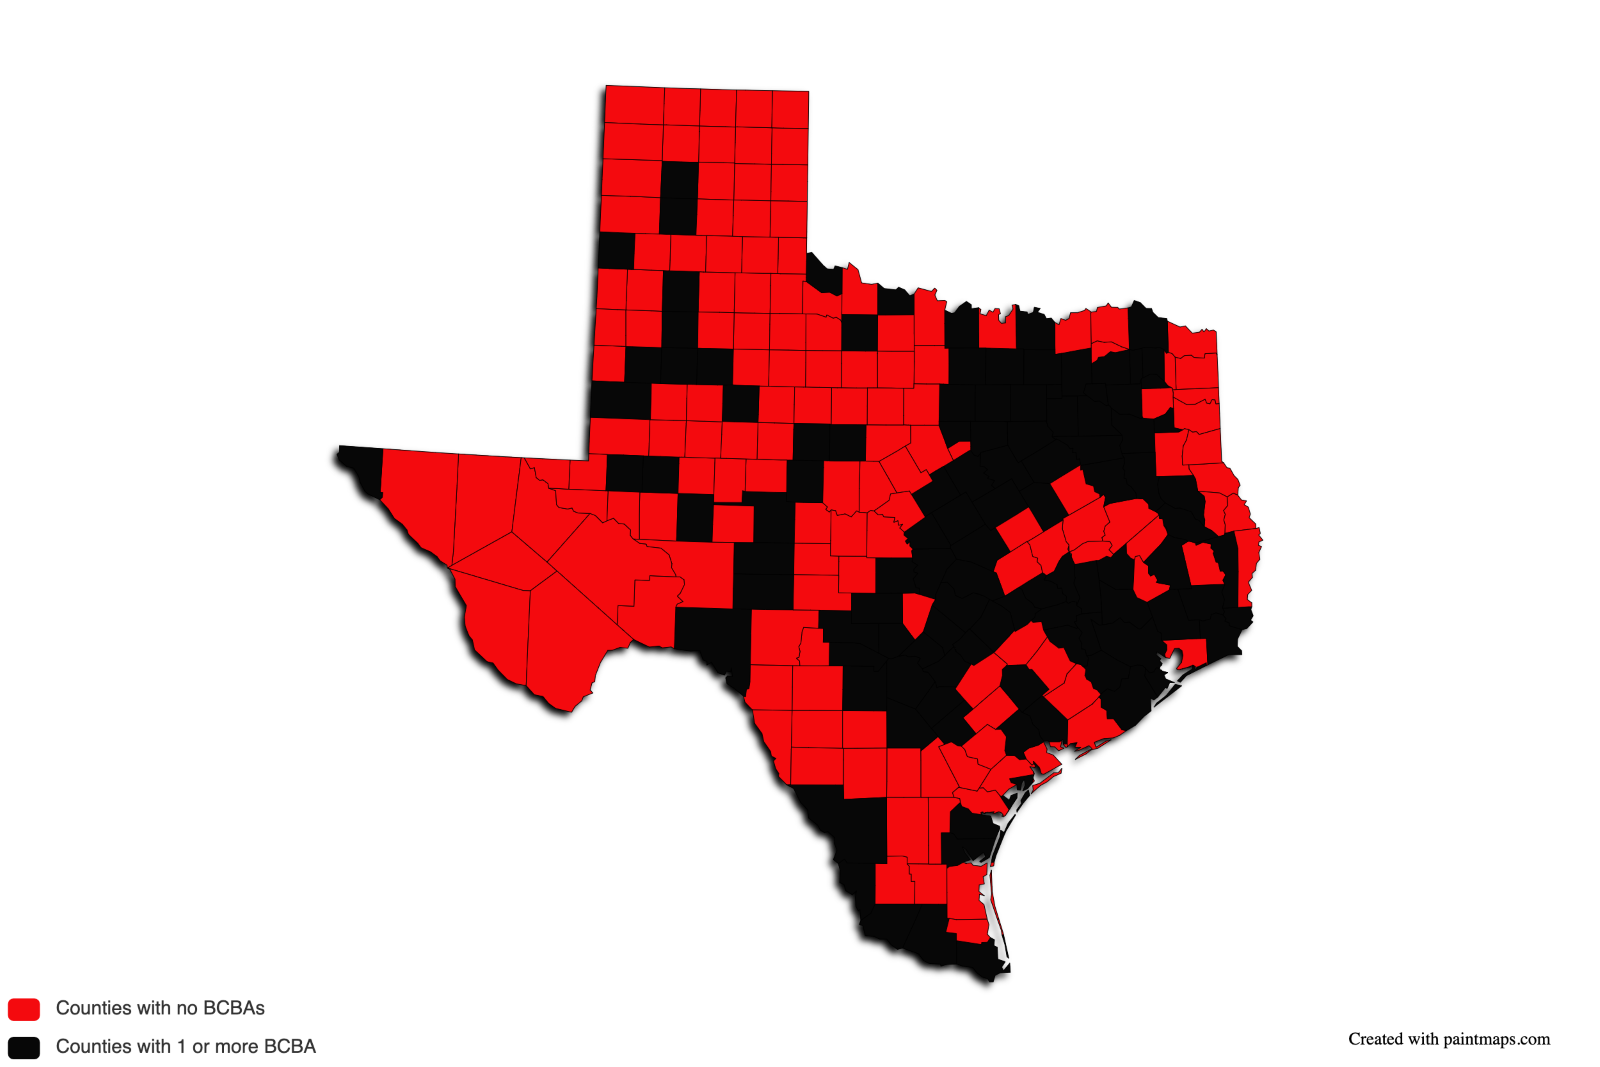 Counties with no BCBAs
Counties with 1 or more BCBA
Created with paintmaps.com